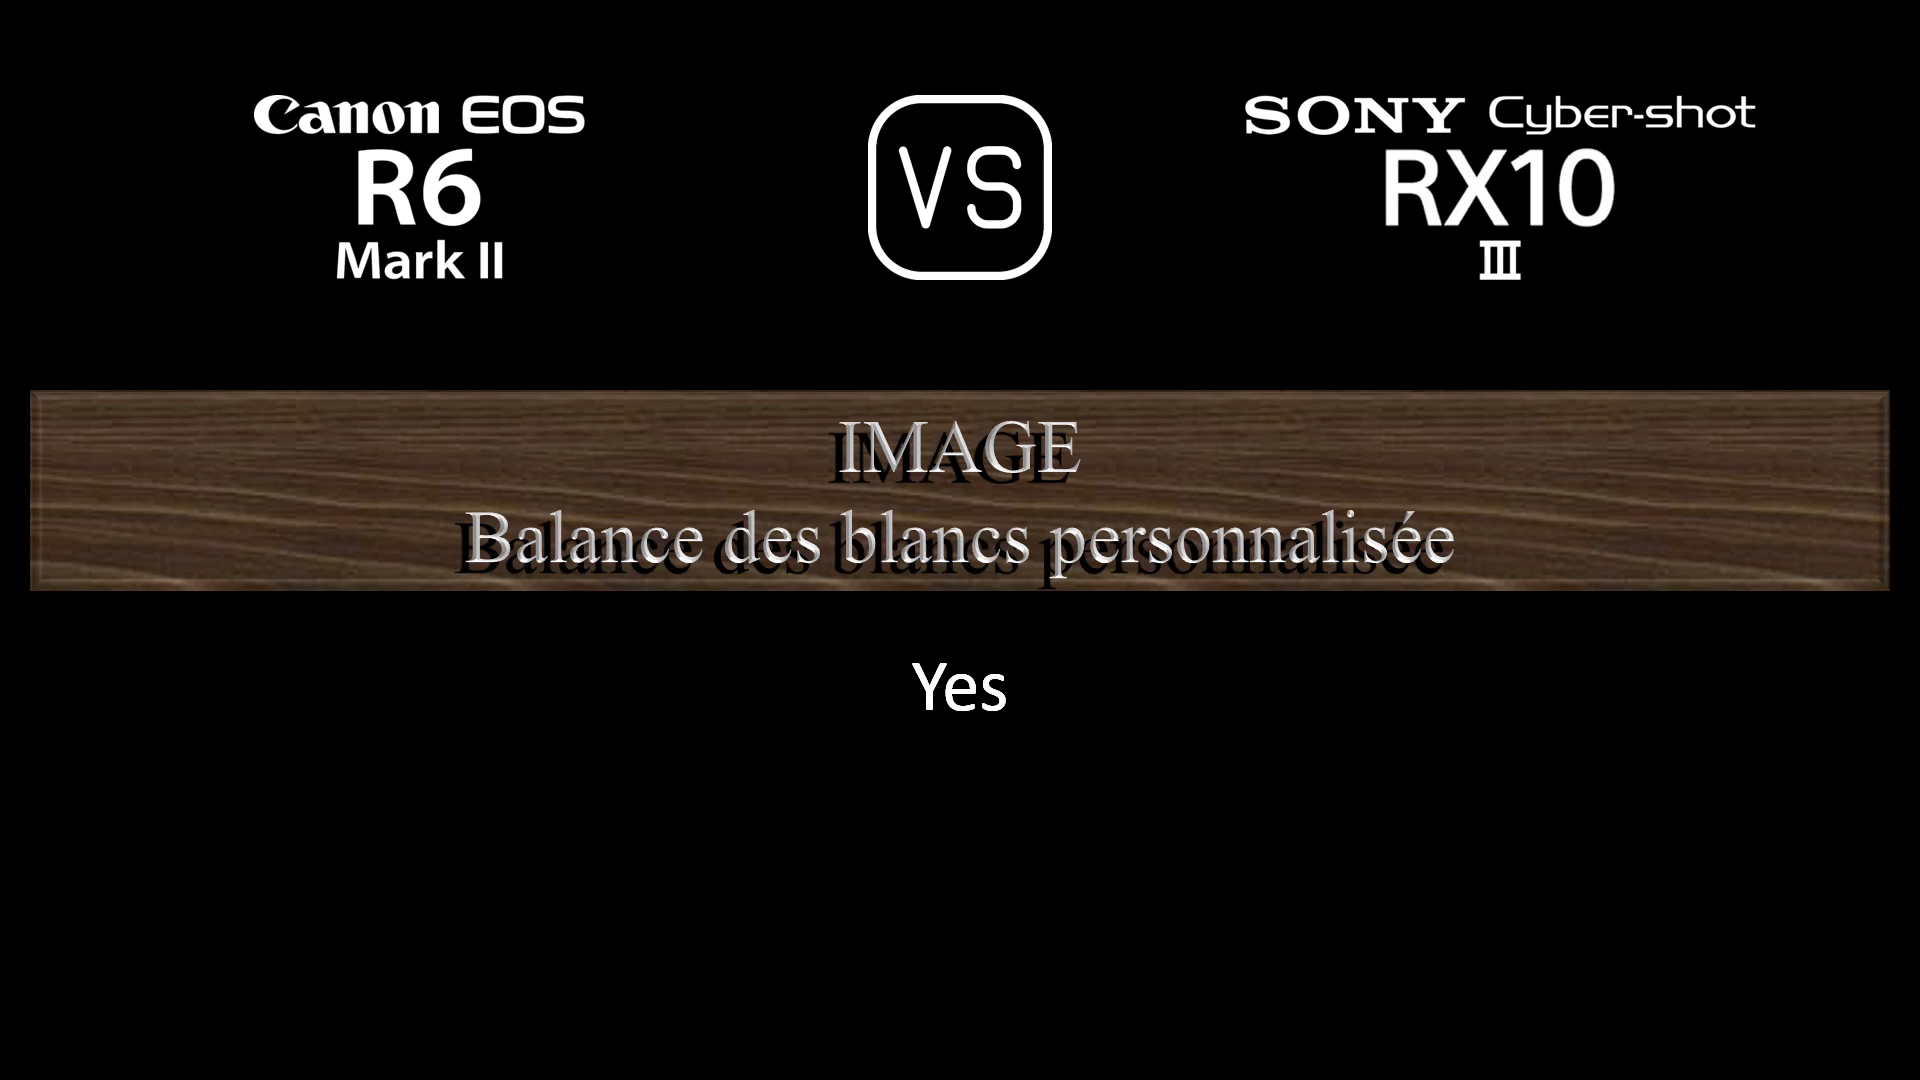 Canon EOS
R6
Mark II
VS
SONY Cyber-shot
RX10
III
IMAGE
Balance des blancs personnalisée
Yes